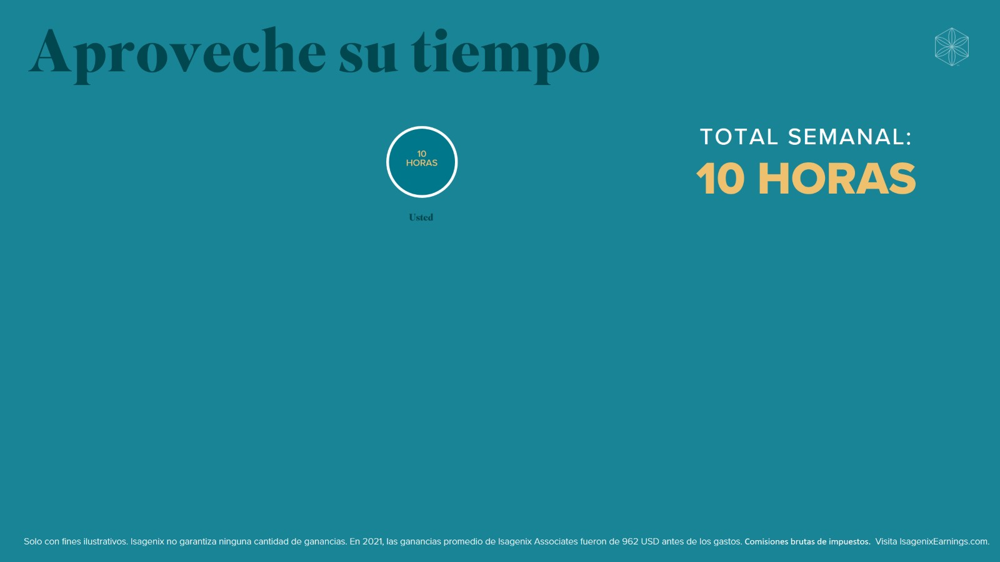 Aproveche su tiempo
10
HORAS
Usted
TOTAL SEMANAL:
10 HORAS
Solo con fines ilustrativos. Isagenix no garantiza ninguna cantidad de ganancias. En 2021, las ganancias promedio de Isagenix Associates fueron de 962 USD antes de los gastos. Comisiones brutas de impuestos. Visita IsagenixEarnings.com.